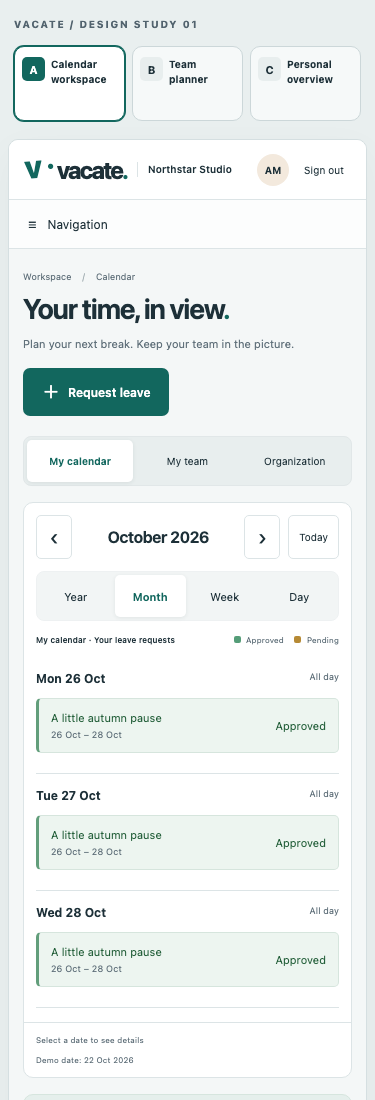 VACATE / DESIGN STUDY 01
A Calendar workspace
B Team planner
C Personal overview
V vacate. Northstar Studio AM Sign out
≡ Navigation
Workspace / Calendar
Your time, in view.
Plan your next break. Keep your team in the picture.
+ Request leave
My calendar My team Organization
‹ October 2026 › Today
Year Month Week Day
My calendar · Your leave requests Approved Pending
Mon 26 Oct All day
A little autumn pause
26 Oct – 28 Oct
Approved
Tue 27 Oct All day
A little autumn pause
26 Oct – 28 Oct
Approved
Wed 28 Oct All day
A little autumn pause
26 Oct – 28 Oct
Approved
Select a date to see details
Demo date: 22 Oct 2026